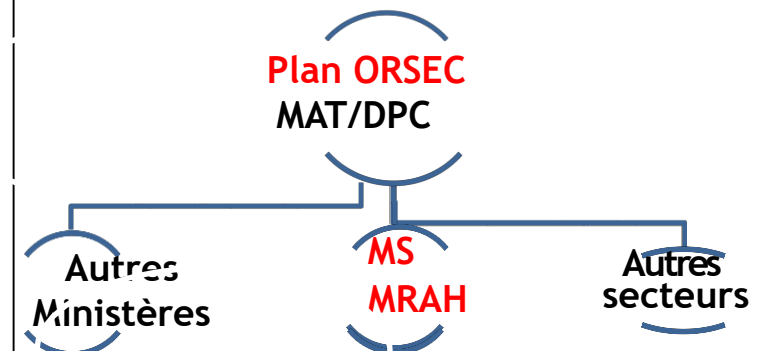 Plan ORSEC
MAT/DPC
Autres
Ministères
MS
MRAH
Autres
secteurs